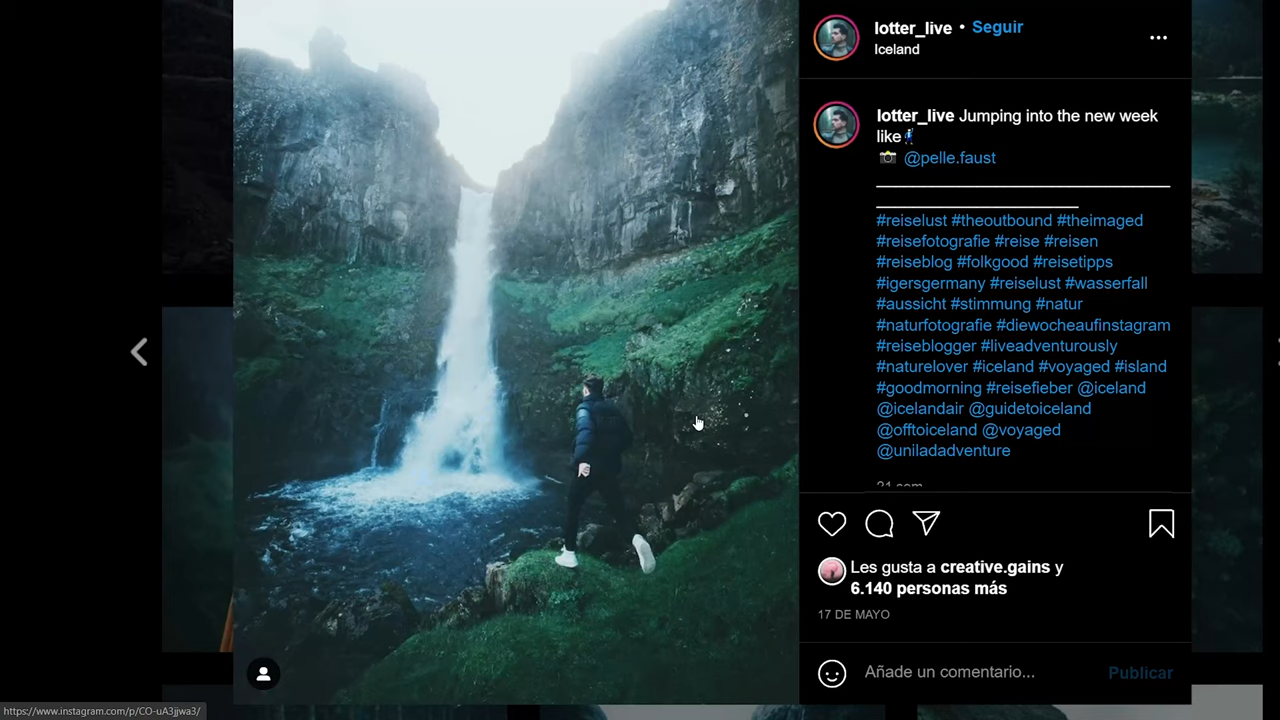 lotter_live • Seguir
Iceland
lotter_live Jumping into the new week
like
@pelle.faust
#reiselust #theoutbound #theimaged
#reisefotografie #reise #reisen
#reiseblog #folkgood #reisetipps
#igersgermany #reiselust #wasserfall
#aussicht #stimmung #natur
#naturfotografie #diewocheaufinstagram
#reiseblogger #liveadventurously
#naturelover #iceland #voyaged #island
#goodmorning #reisefieber @iceland
@icelandair @guidetoiceland
@offtoiceland @voyaged
@uniladadventure
21 sem
Les gusta a creative.gains y
6.140 personas más
17 DE MAYO
Añade un comentario...
Publicar
https://www.instagram.com/p/CO-uA3jjwa3/